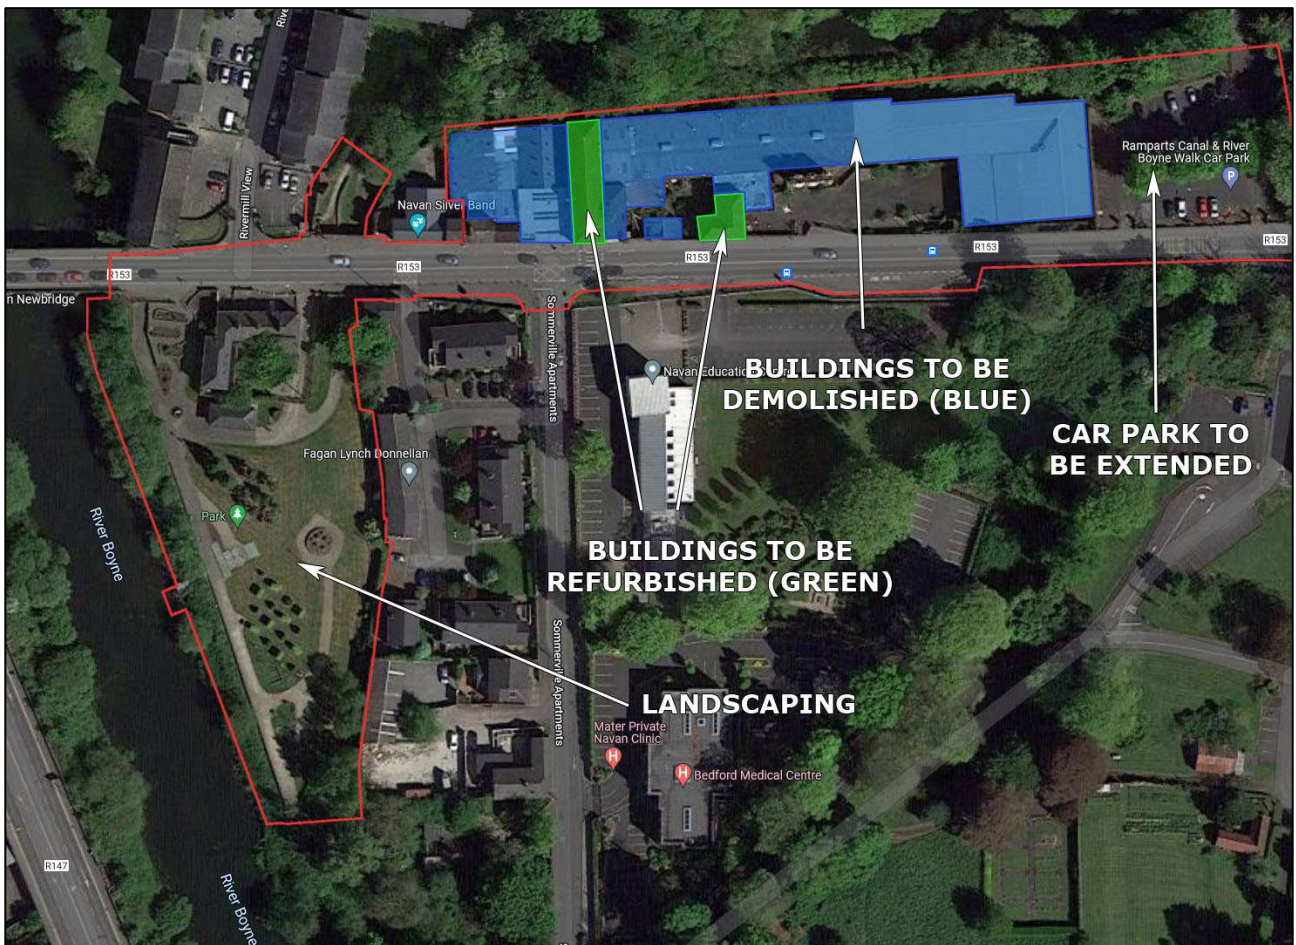 Rivermill View
Navan Silver Band
R153
R153
R153
R153
R153
Ramparts Canal & River
Boyne Walk Car Park
P
n Newbridge
Sommerville Apartments
Navan Education
BUILDINGS TO BE
DEMOLISHED (BLUE)
CAR PARK TO
BE EXTENDED
Fagan Lynch Donnellan
Park
River Boyne
BUILDINGS TO BE
REFURBISHED (GREEN)
Sommerville Apartments
LANDSCAPING
Mater Private
Navan Clinic
H
H
Bedford Medical Centre
R147
River Boyne